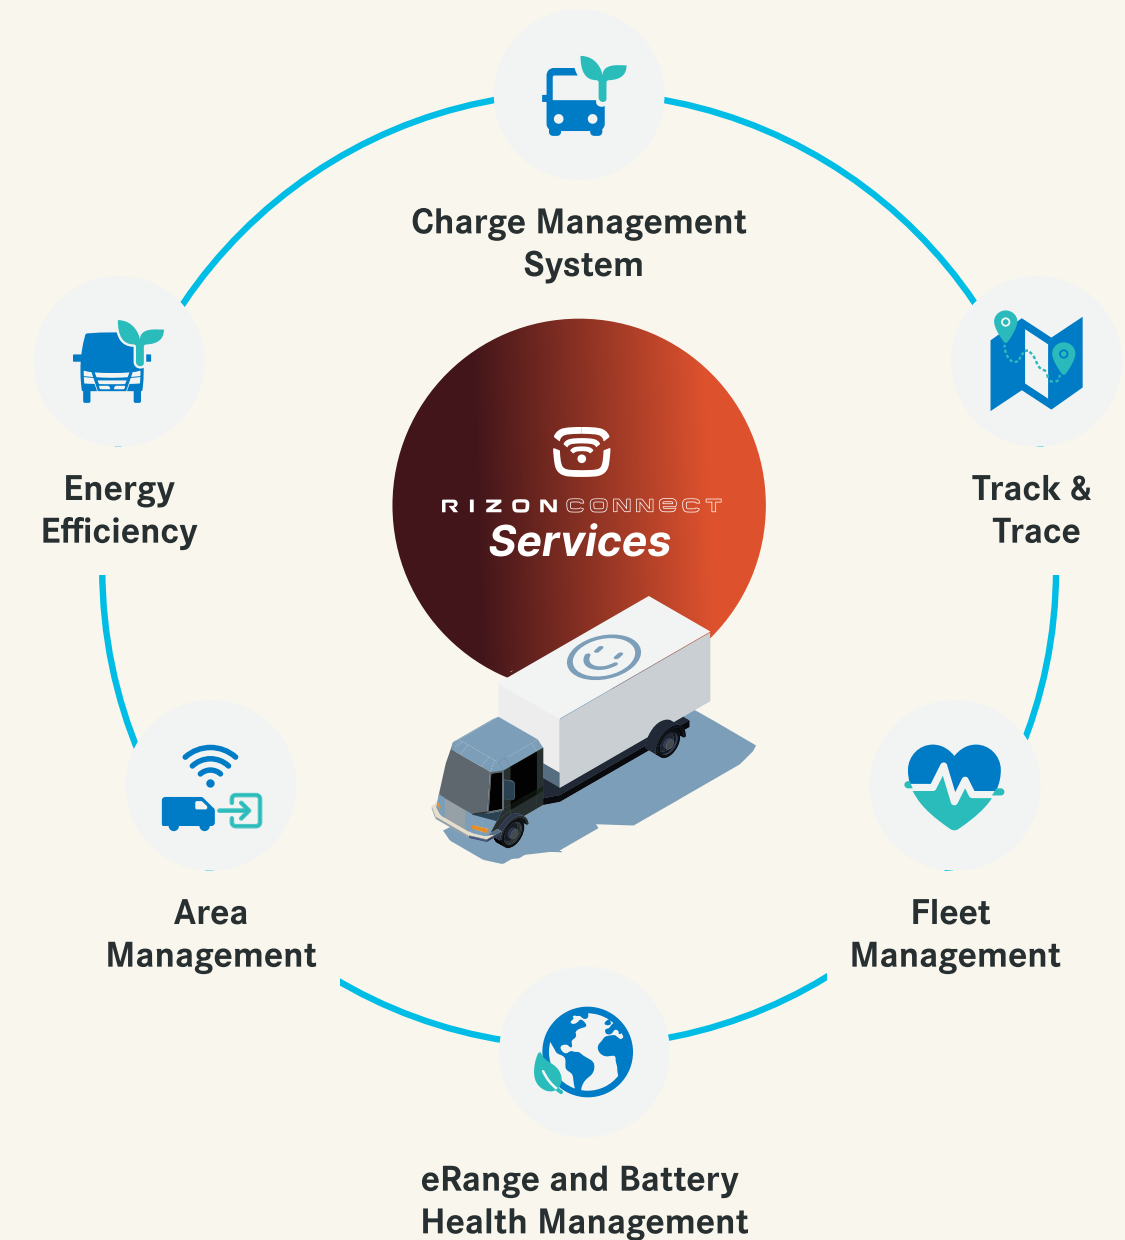 Charge Management
System
Energy
Efficiency
RIZON CONNECT
Services
Track &
Trace
Area
Management
Fleet
Management
eRange and Battery
Health Management